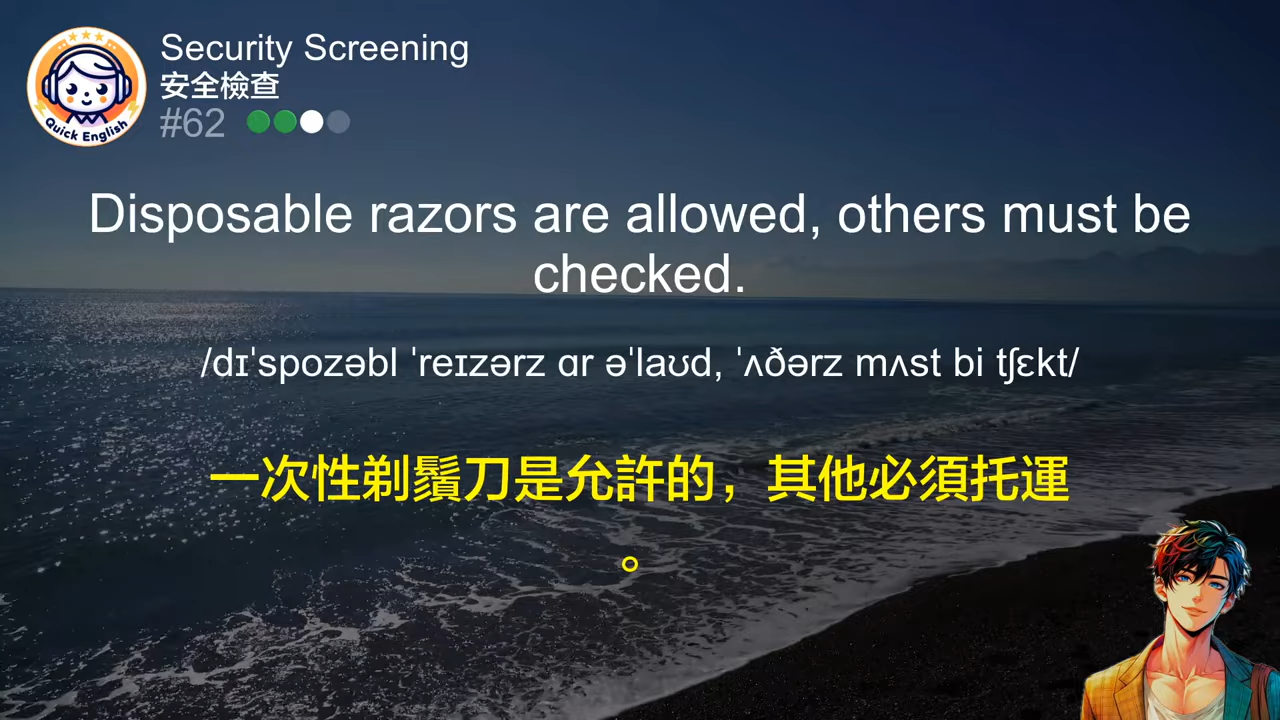 Quick English
Security Screening
安全檢查
#62
Disposable razors are allowed, others must be
checked.
/dɪˈspozəbl ˈreɪzərz ɑr əˈlaʊd, ˈʌðərz mʌst bi tʃɛkt/
一次性剃鬚刀是允許的，其他必須托運
。